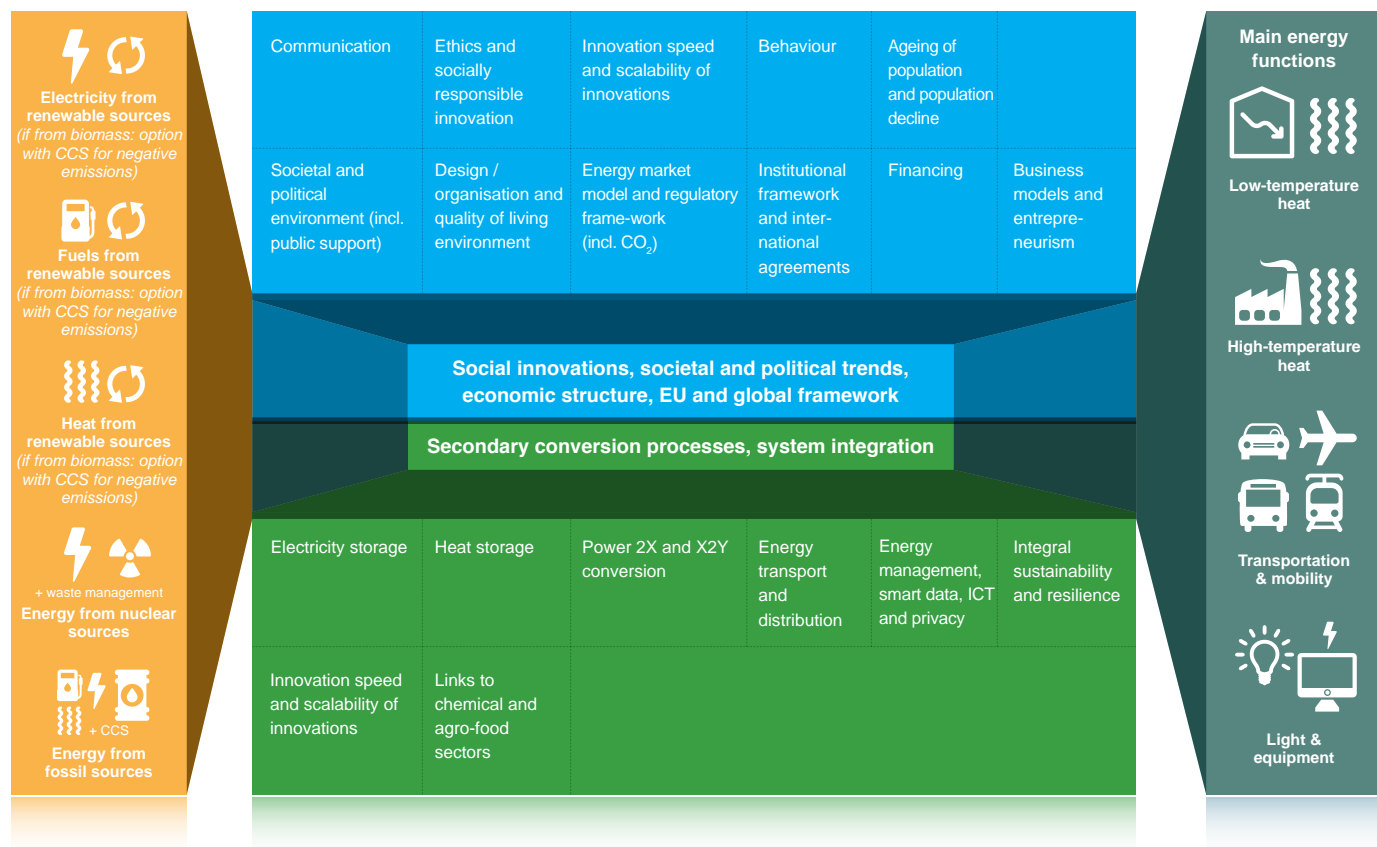 Electricity from
renewable sources
(if from biomass: option
with CCS for negative
emissions)
Fuels from
renewable sources
(if from biomass: option
with CCS for negative
emissions)
Heat from
renewable sources
(if from biomass: option
with CCS for negative
emissions)
+ waste management
Energy from nuclear
sources
+ CCS
Energy from
fossil sources
Communication
Ethics and
socially
responsible
innovation
Innovation speed
and scalability of
innovations
Behaviour
Ageing of
population
and population
decline
Societal and
political
environment (incl.
public support)
Design /
organisation and
quality of living
environment
Energy market
model and regulatory
frame-work
(incl. CO2)
Institutional
framework
and inter-
national
agreements
Financing
Business
models and
entrepre-
neurism
Social innovations, societal and political trends,
economic structure, EU and global framework
Secondary conversion processes, system integration
Electricity storage
Heat storage
Power 2X and X2Y
conversion
Energy
transport
and
distribution
Energy
management,
smart data, ICT
and privacy
Integral
sustainability
and resilience
Innovation speed
and scalability of
innovations
Links to
chemical and
agro-food
sectors
Main energy
functions
Low-temperature
heat
High-temperature
heat
Transportation
& mobility
Light &
equipment